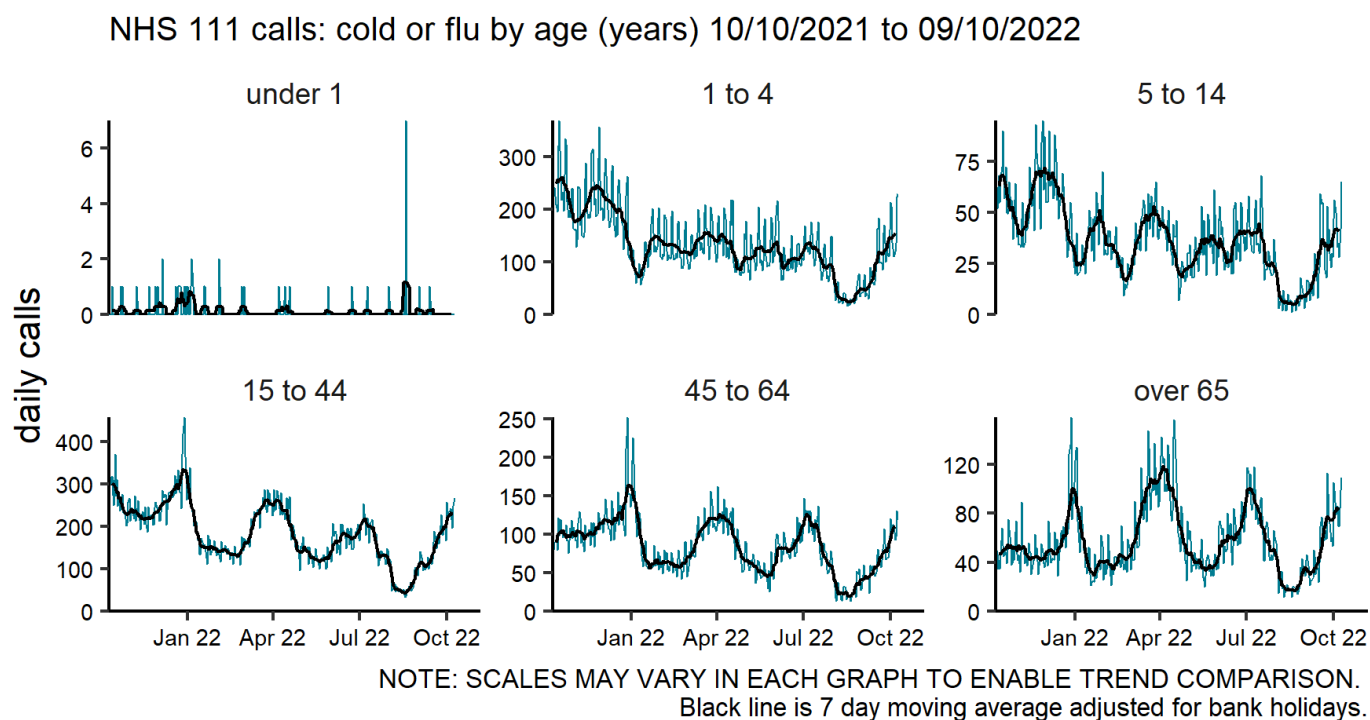 NHS 111 calls: cold or flu by age (years) 10/10/2021 to 09/10/2022
under 1
1 to 4
5 to 14
6
4
2
0
300
200
100
0
75
50
25
0
daily calls
15 to 44
45 to 64
over 65
400
300
200
100
0
250
200
150
100
50
0
120
80
40
0
Jan 22 Apr 22 Jul 22 Oct 22
Jan 22 Apr 22 Jul 22 Oct 22
Jan 22 Apr 22 Jul 22 Oct 22
NOTE: SCALES MAY VARY IN EACH GRAPH TO ENABLE TREND COMPARISON.
Black line is 7 day moving average adjusted for bank holidays.